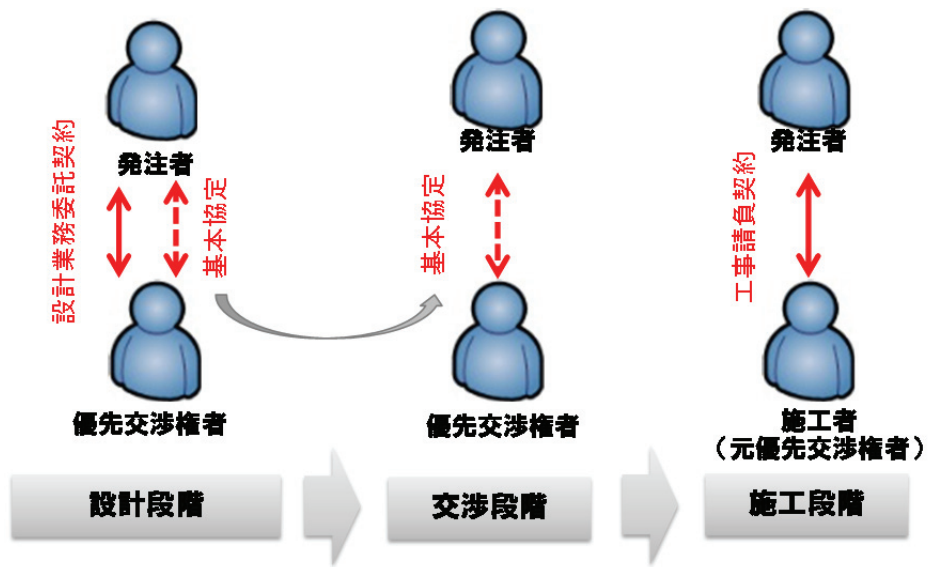 発注者
設計業務委託契約
基本協定
優先交渉権者
設計段階
発注者
基本協定
優先交渉権者
交渉段階
発注者
工事請負契約
施工者
（元優先交渉権者）
施工段階